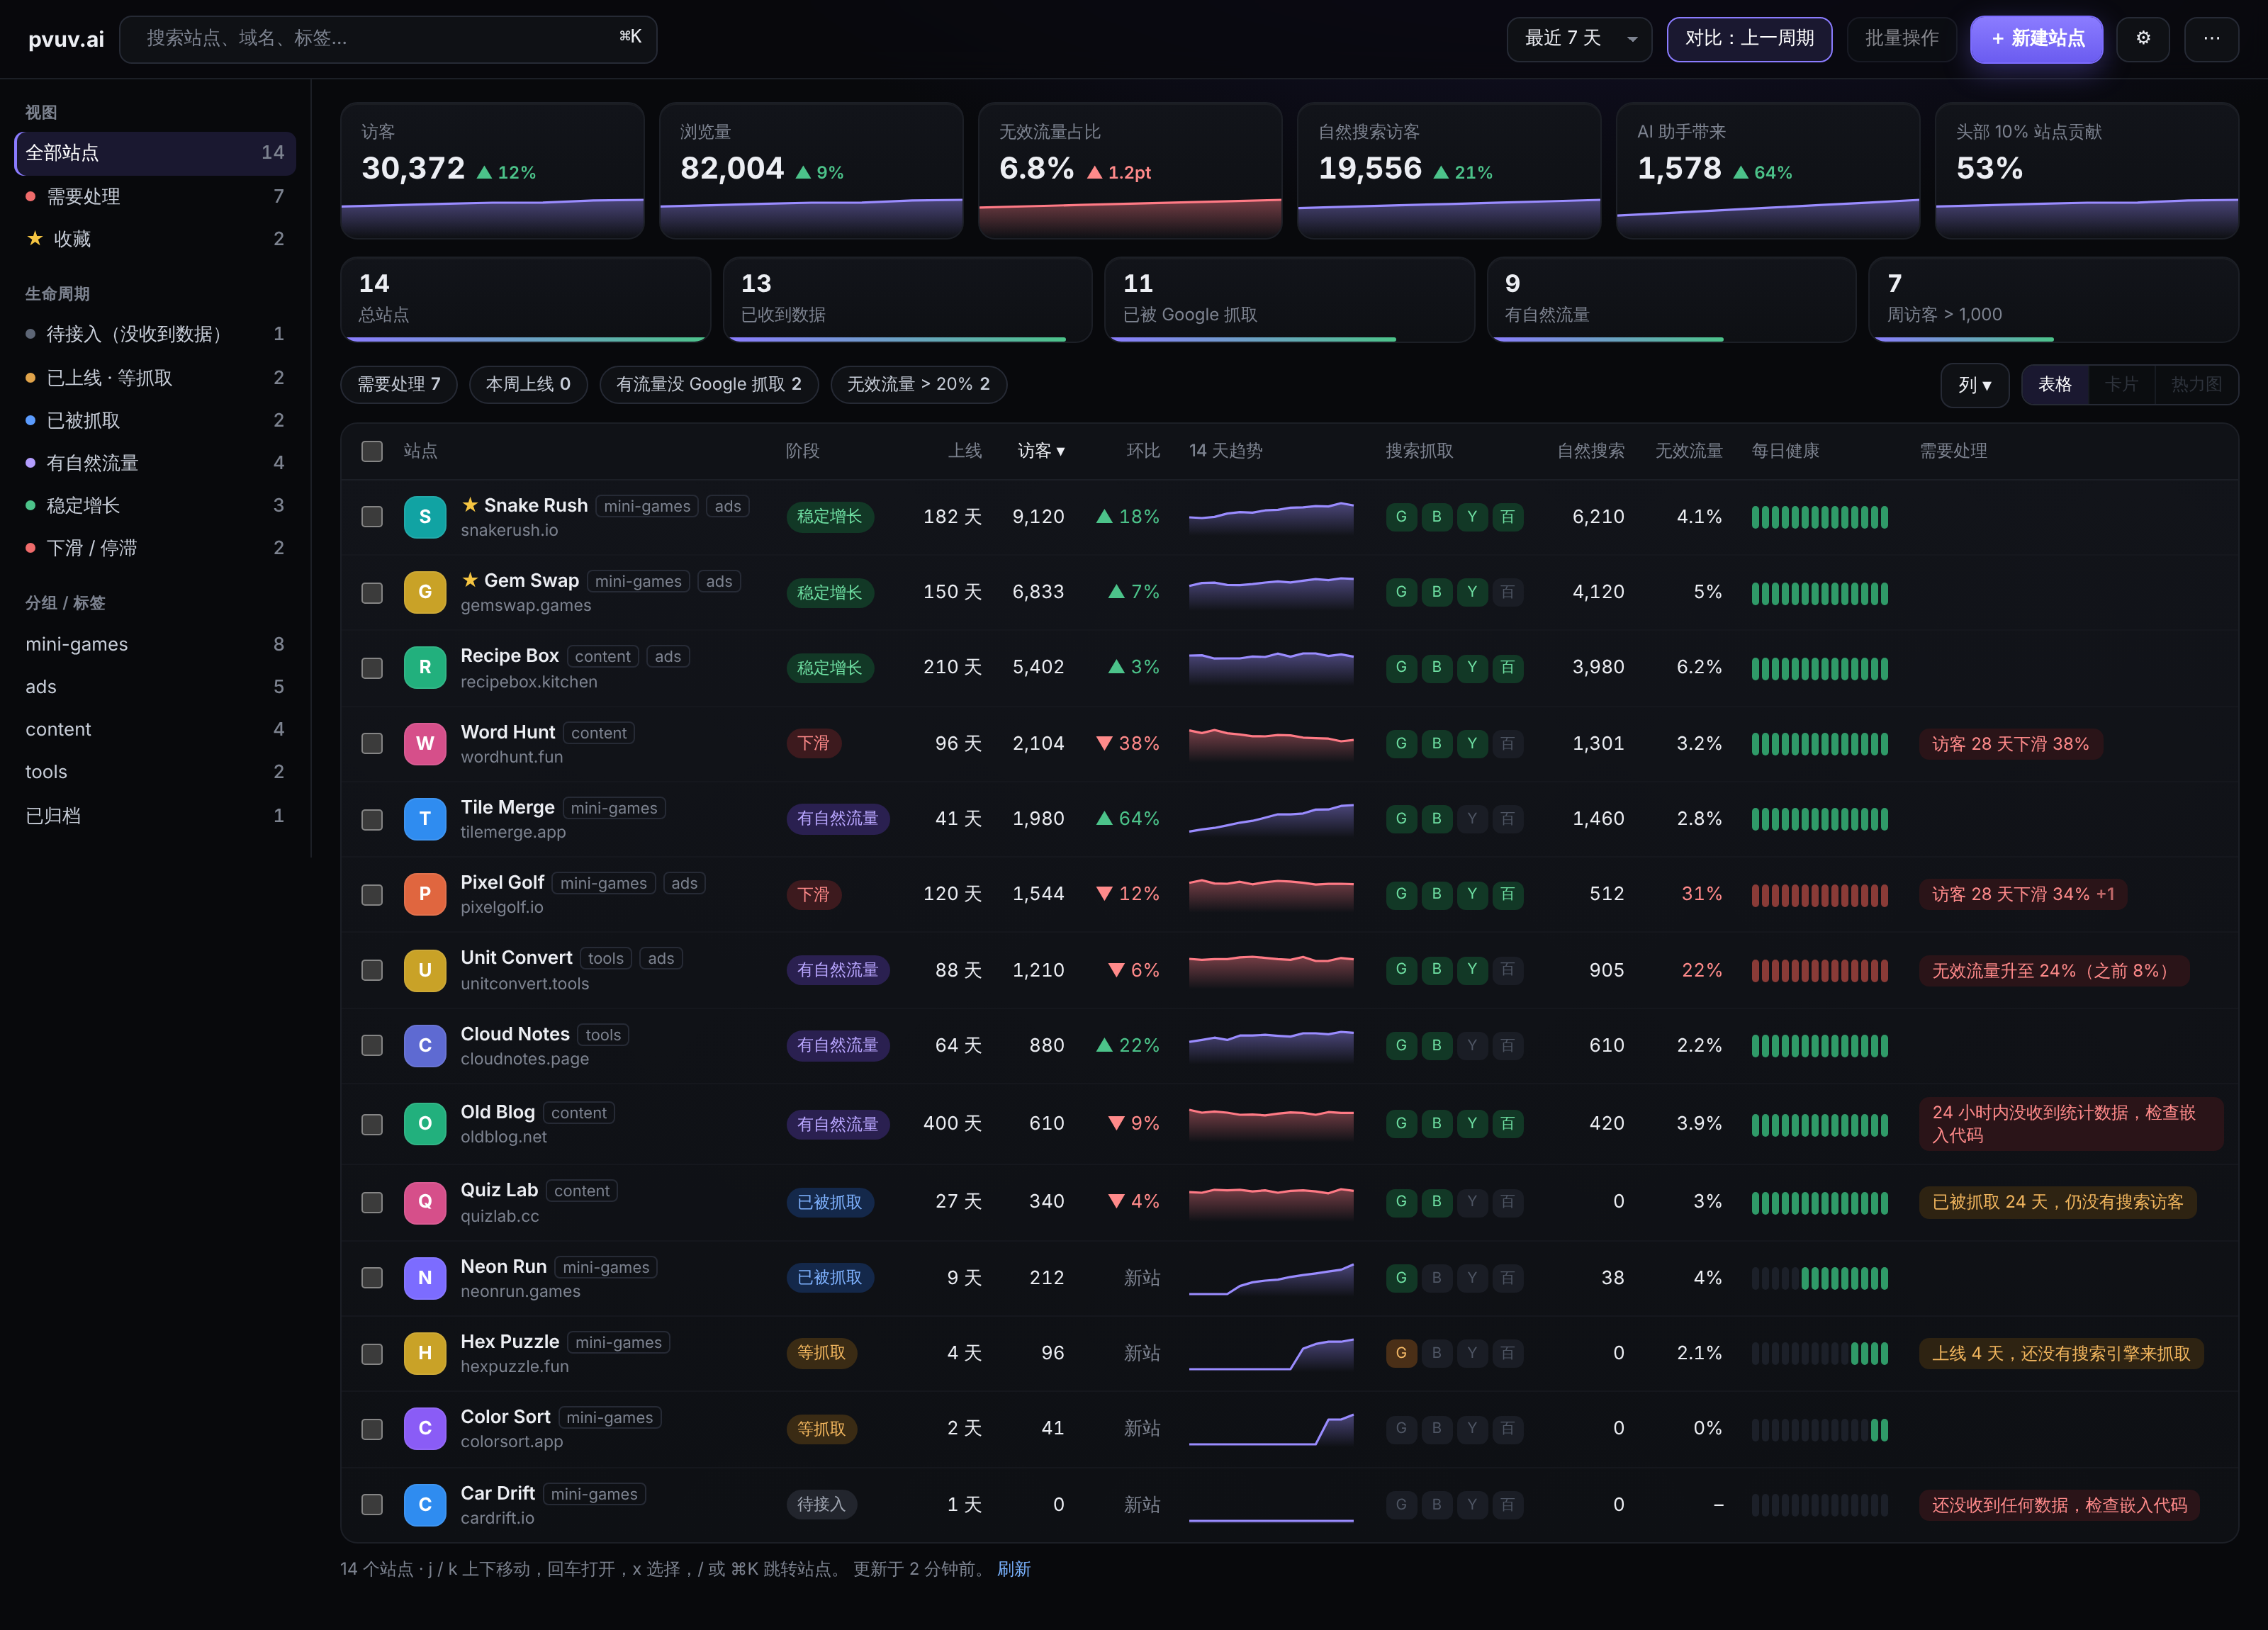 pvuv.ai 搜索站点、域名、标签... ⌘K 最近 7 天 对比：上一周期 批量操作 + 新建站点 ⚙ ⋯
视图
全部站点 14
需要处理 7
★ 收藏 2
生命周期
待接入（没收到数据） 1
已上线 · 等抓取 2
已被抓取 2
有自然流量 4
稳定增长 3
下滑 / 停滞 2
分组 / 标签
mini-games 8
ads 5
content 4
tools 2
已归档 1
访客
30,372 ▲ 12%
浏览量
82,004 ▲ 9%
无效流量占比
6.8% ▲ 1.2pt
自然搜索访客
19,556 ▲ 21%
AI 助手带来
1,578 ▲ 64%
头部 10% 站点贡献
53%
14
总站点
13
已收到数据
11
已被 Google 抓取
9
有自然流量
7
周访客 > 1,000
需要处理 7 本周上线 0 有流量没 Google 抓取 2 无效流量 > 20% 2 列 ▾ 表格 卡片 热力图
站点 阶段 上线 访客 ▾ 环比 14 天趋势 搜索抓取 自然搜索 无效流量 每日健康 需要处理
S ★ Snake Rush mini-games ads 稳定增长 182 天 9,120 ▲ 18% G B Y 百 6,210 4.1%
snakerush.io
G ★ Gem Swap mini-games ads 稳定增长 150 天 6,833 ▲ 7% G B Y 百 4,120 5%
gemswap.games
R Recipe Box content ads 稳定增长 210 天 5,402 ▲ 3% G B Y 百 3,980 6.2%
recipebox.kitchen
W Word Hunt content 下滑 96 天 2,104 ▼ 38% G B Y 百 1,301 3.2% 访客 28 天下滑 38%
wordhunt.fun
T Tile Merge mini-games 有自然流量 41 天 1,980 ▲ 64% G B Y 百 1,460 2.8%
tilemerge.app
P Pixel Golf mini-games ads 下滑 120 天 1,544 ▼ 12% G B Y 百 512 31% 访客 28 天下滑 34% +1
pixelgolf.io
U Unit Convert tools ads 有自然流量 88 天 1,210 ▼ 6% G B Y 百 905 22% 无效流量升至 24%（之前 8%）
unitconvert.tools
C Cloud Notes tools 有自然流量 64 天 880 ▲ 22% G B Y 百 610 2.2%
cloudnotes.page
O Old Blog content 有自然流量 400 天 610 ▼ 9% G B Y 百 420 3.9% 24 小时内没收到统计数据，检查嵌
入代码
oldblog.net
Q Quiz Lab content 已被抓取 27 天 340 ▼ 4% G B Y 百 0 3% 已被抓取 24 天，仍没有搜索访客
quizlab.cc
N Neon Run mini-games 已被抓取 9 天 212 新站 G B Y 百 38 4%
neonrun.games
H Hex Puzzle mini-games 等抓取 4 天 96 新站 G B Y 百 0 2.1% 上线 4 天，还没有搜索引擎来抓取
hexpuzzle.fun
C Color Sort mini-games 等抓取 2 天 41 新站 G B Y 百 0 0%
colorsort.app
C Car Drift mini-games 待接入 1 天 0 新站 G B Y 百 0 – 还没收到任何数据，检查嵌入代码
cardrift.io
14 个站点 · j / k 上下移动，回车打开，x 选择，/ 或 ⌘K 跳转站点。 更新于 2 分钟前。 刷新